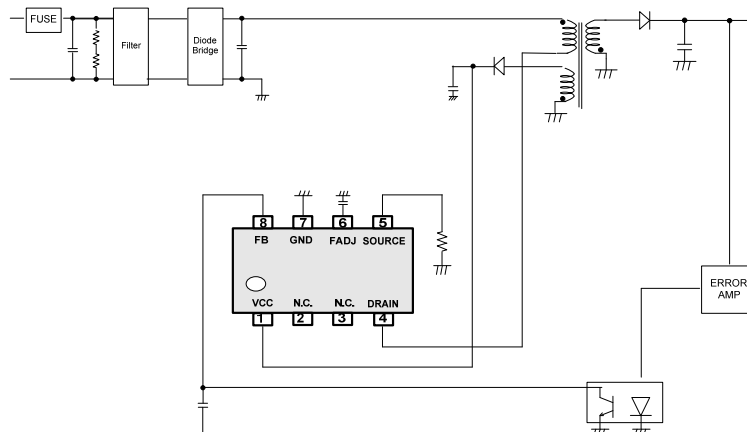 FUSE
Filter
Diode
Bridge
8 7 6 5
FB GND FADJ SOURCE
VCC N.C. N.C. DRAIN
1 2 3 4
ERROR
AMP